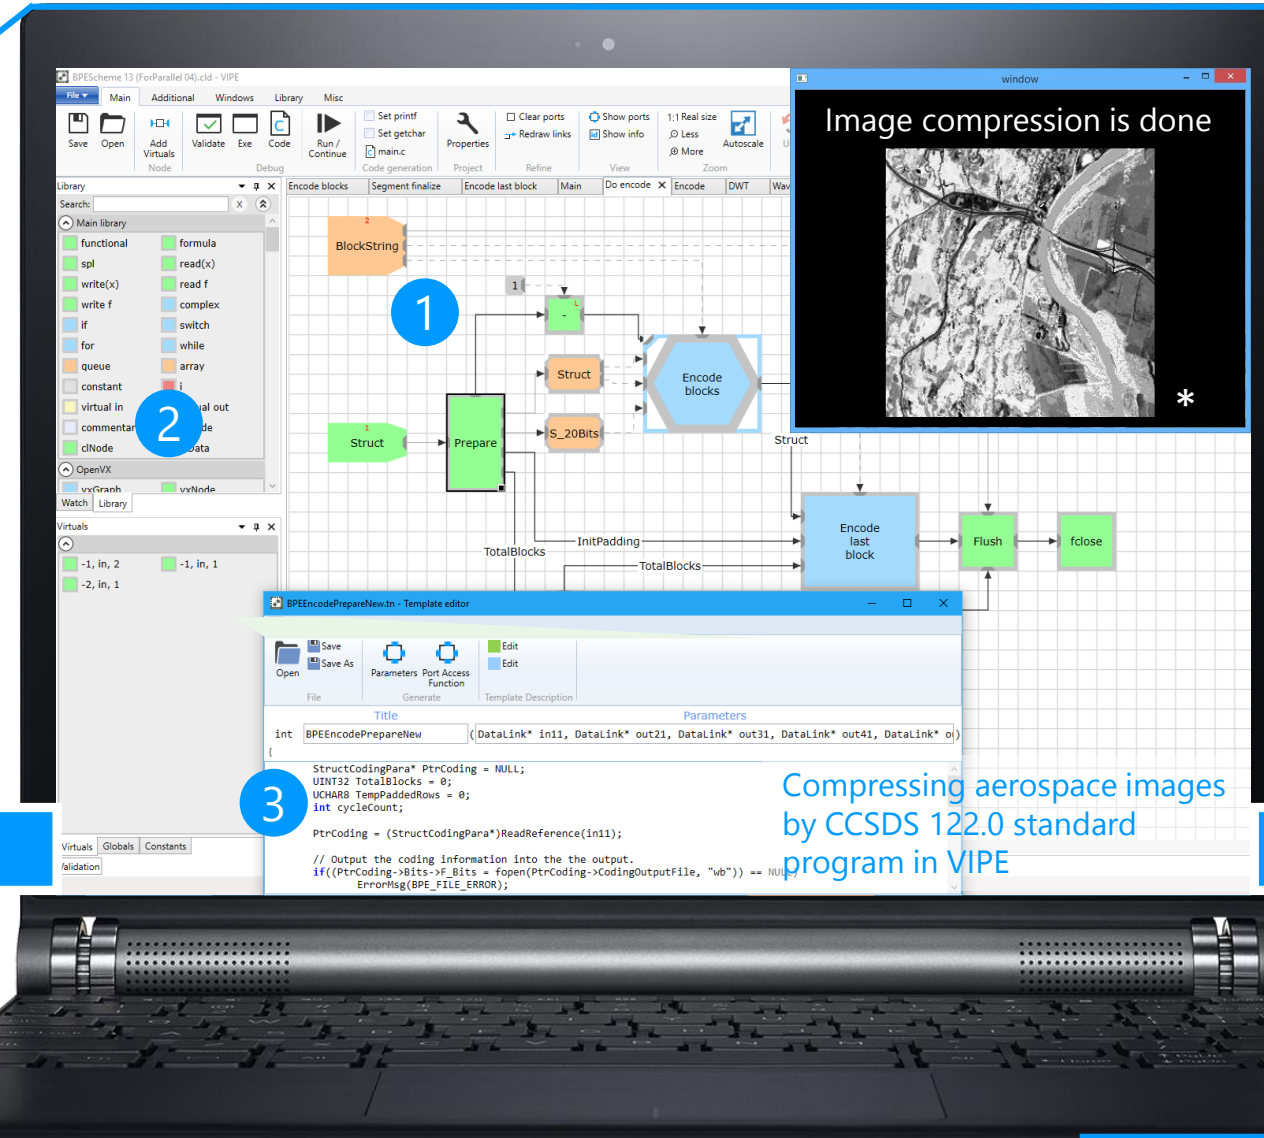 BPEScheme 13 (ForParallel 04).cld - VIPE
File Main Additional Windows Library Misc
Save Open Add Virtuals Validate Exe Code Run / Continue
Set printf
Set getchar
main.c
Properties
Clear ports
Redraw links
Show ports
Show info
1:1 Real size
Less
More
Autoscale
Node Debug Code generation Project Refine View Zoom
window
Image compression is done
*
Library
Search:
Main library
functional formula
spl read(x)
write(x) read f
write f complex
if switch
for while
queue array
constant i
virtual in
clNode
OpenVX
vxGraph vxNode
Watch Library
Virtuals
-1, in, 2 -1, in, 1
-2, in, 1
Virtuals Globals Constants
Validation
Encode blocks Segment finalize Encode last block Main Do encode X Encode DWT
2
BlockString
1
1
L
-
Struct
Encode
blocks
S_20Bits
1
Struct
Prepare
Struct
2
Encode
last
block
Flush
fclose
InitPadding
TotalBlocks
TotalBlocks
BPEEncodePrepareNew.tn - Template editor
Open Save
Save As
Parameters Port Access
Function
Edit
Edit
File Generate Template Description
Title Parameters
int BPEEncodePrepareNew (DataLink* in11, DataLink* out21, DataLink* out31, DataLink* out41, DataLink* o)
{
StructCodingPara* PtrCoding = NULL;
UINT32 TotalBlocks = 0;
UCHAR8 TempPaddedRows = 0;
int cycleCount;
3
PtrCoding = (StructCodingPara*)ReadReference(in11);
// Output the coding information into the the output.
if((PtrCoding->Bits->F_Bits = fopen(PtrCoding->CodingOutputFile, "wb")) == NULL)
ErrorMsg(BPE_FILE_ERROR);
Compressing aerospace images
by CCSDS 122.0 standard
program in VIPE